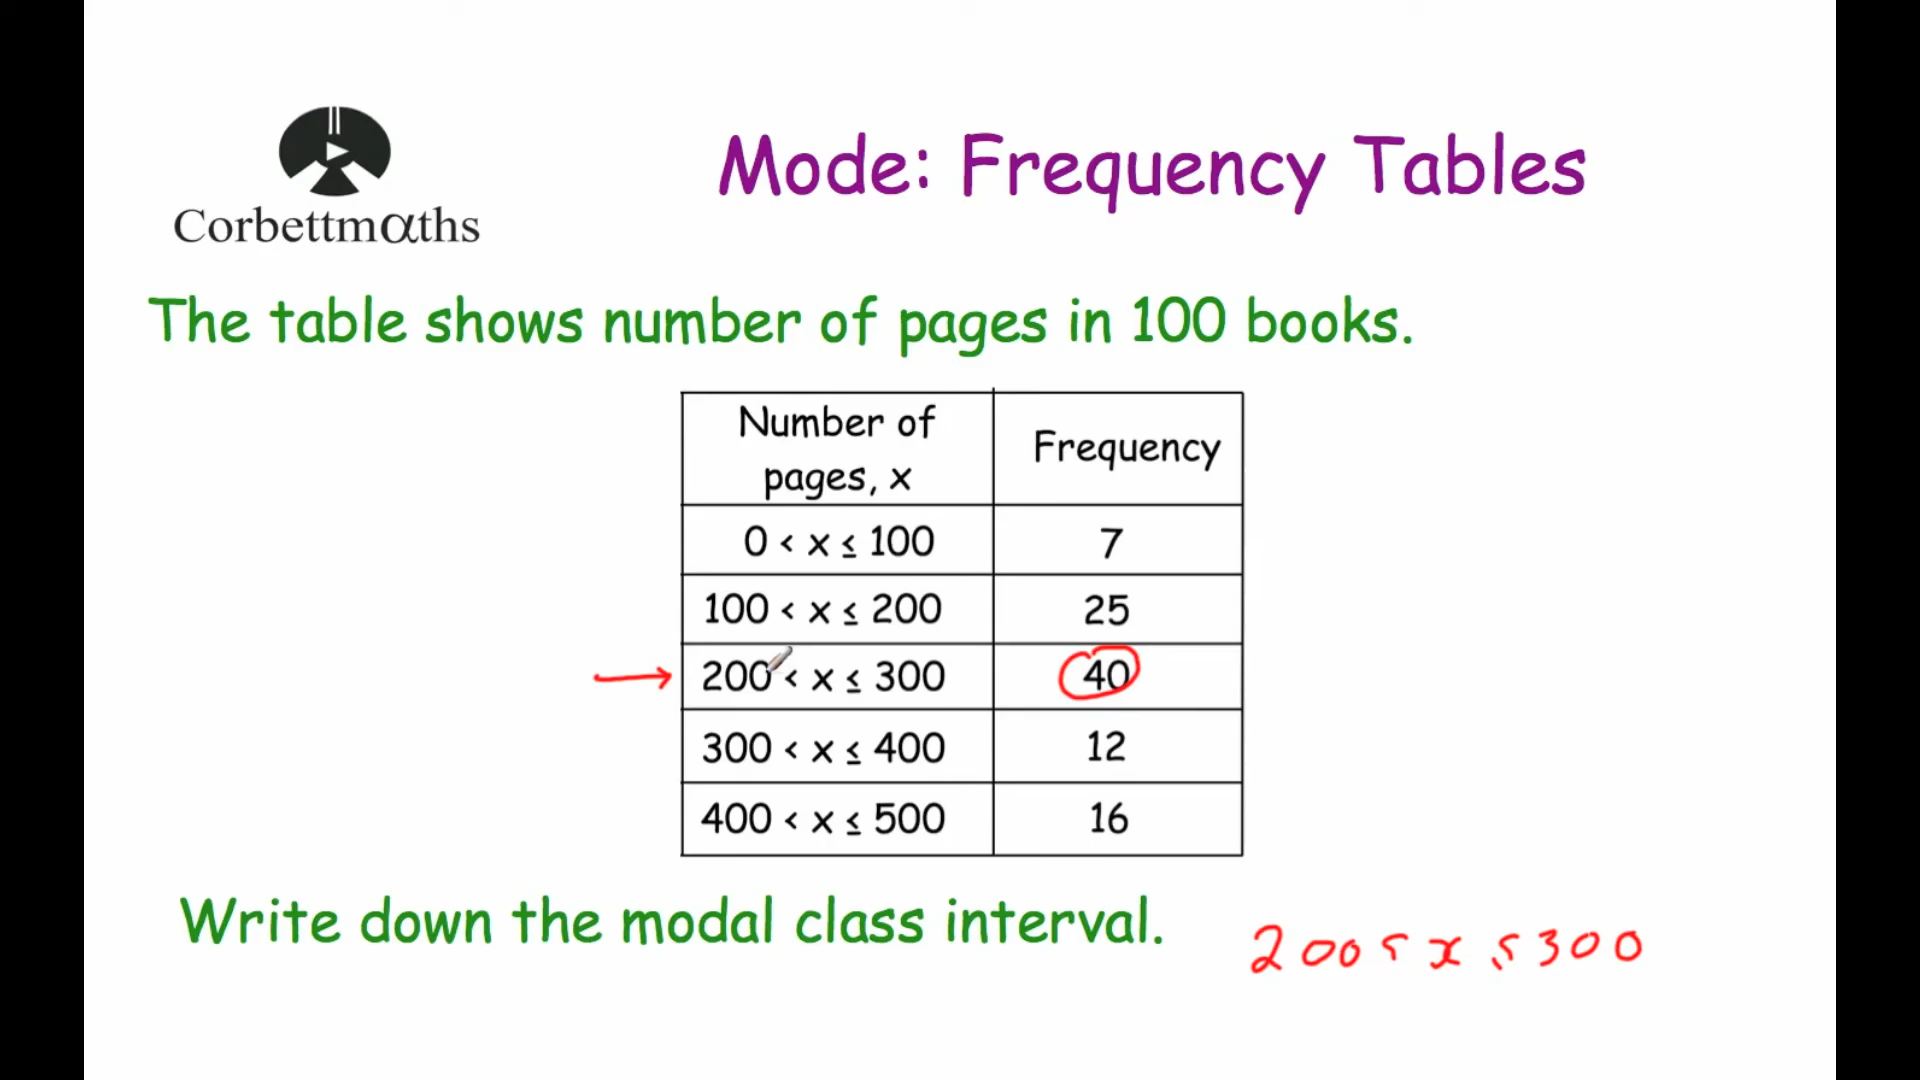 Mode: Frequency Tables
Corbettmαths
The table shows number of pages in 100 books.
Number of pages, x Frequency
0 < x ≤ 100 7
100 < x ≤ 200 25
200 < x ≤ 300 40
300 < x ≤ 400 12
400 < x ≤ 500 16
Write down the modal class interval.
200 < x ≤ 300